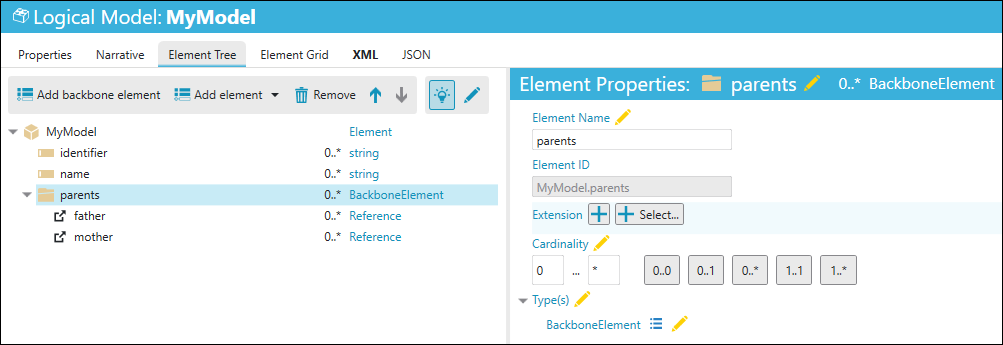 Logical Model: MyModel
Properties Narrative Element Tree Element Grid XML JSON
Add backbone element Add element Remove
MyModel Element
identifier 0..* string
name 0..* string
parents 0..* BackboneElement
father 0..* Reference
mother 0..* Reference
Element Properties: parents 0..* BackboneElement
Element Name
parents
Element ID
MyModel.parents
Extension Select...
Cardinality
0 ... * 0..0 0..1 0..* 1..1 1..*
Type(s)
BackboneElement